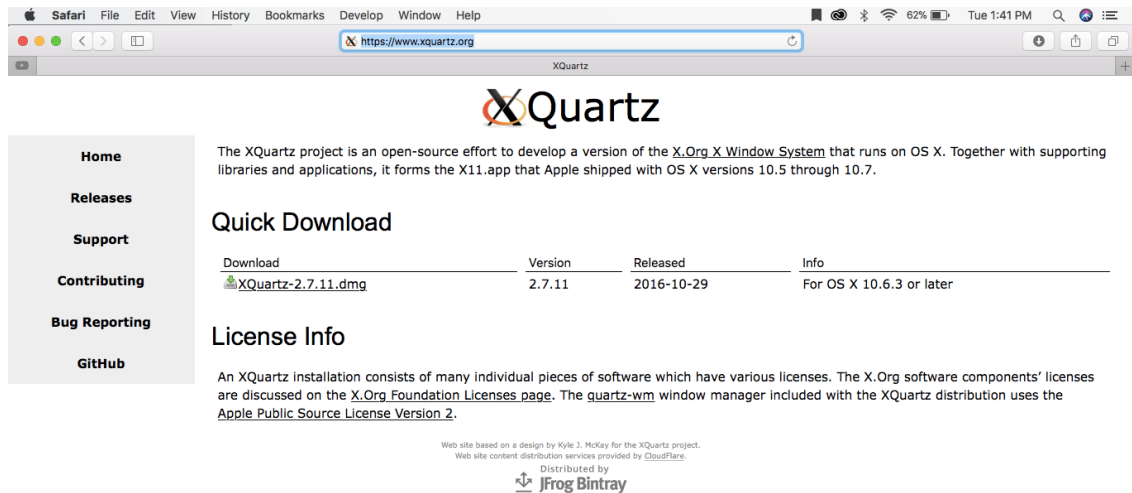 Safari File Edit View History Bookmarks Develop Window Help 62% Tue 1:41 PM
https://www.xquartz.org
XQuartz
XQuartz
Home
Releases
Support
Contributing
Bug Reporting
GitHub
The XQuartz project is an open-source effort to develop a version of the X.Org X Window System that runs on OS X. Together with supporting
libraries and applications, it forms the X11.app that Apple shipped with OS X versions 10.5 through 10.7.
Quick Download
Download Version Released Info
XQuartz-2.7.11.dmg 2.7.11 2016-10-29 For OS X 10.6.3 or later
License Info
An XQuartz installation consists of many individual pieces of software which have various licenses. The X.Org software components’ licenses
are discussed on the X.Org Foundation Licenses page. The quartz-wm window manager included with the XQuartz distribution uses the
Apple Public Source License Version 2.
Web site based on a design by Kyle J. McKay for the XQuartz project.
Web site content distribution services provided by CloudFlare.
Distributed by
JFrog Bintray